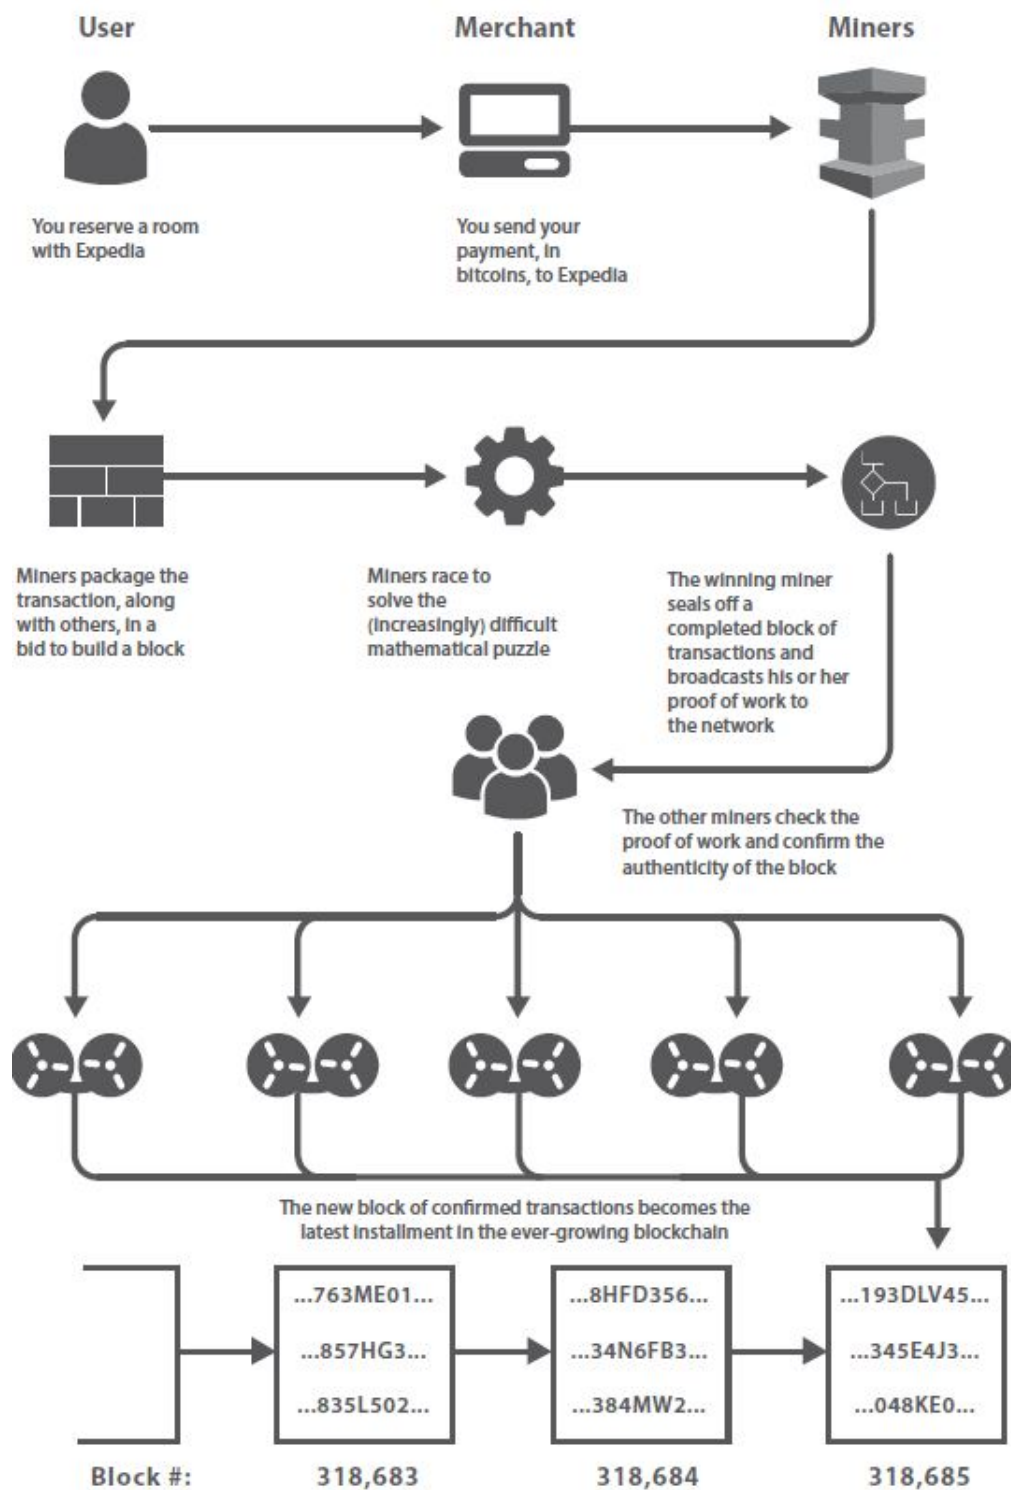 User
Merchant
Miners
You reserve a room
with Expedia
You send your
payment, in
bitcoins, to Expedia
Miners package the
transaction, along
with others, in a
bid to build a block
Miners race to
solve the
(increasingly) difficult
mathematical puzzle
The winning miner
seals off a
completed block of
transactions and
broadcasts his or her
proof of work to
the network
The other miners check the
proof of work and confirm the
authenticity of the block
The new block of confirmed transactions becomes the
latest installment in the ever-growing blockchain
...763ME01...
...857HG3...
...835L502...
...8HFD356...
...34N6FB3...
...384MW2...
...193DLV45...
...345E4J3...
...048KE0...
Block #:
318,683
318,684
318,685